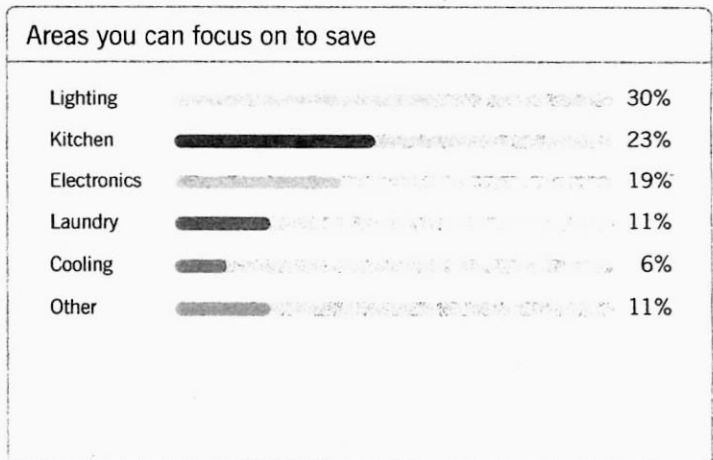 Areas you can focus on to save
Lighting 30%
Kitchen 23%
Electronics 19%
Laundry 11%
Cooling 6%
Other 11%